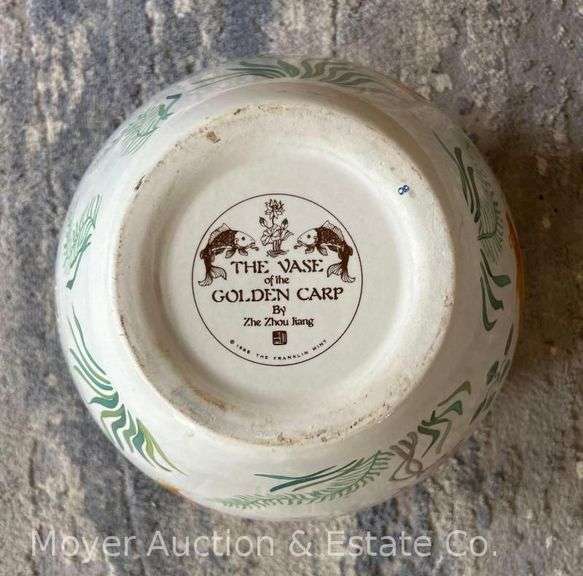 THE VASE
of the
GOLDEN CARP
By
Zhe Zhou Jiang
© 1988 THE FRANKLIN MINT
Moyer Auction & Estate Co.